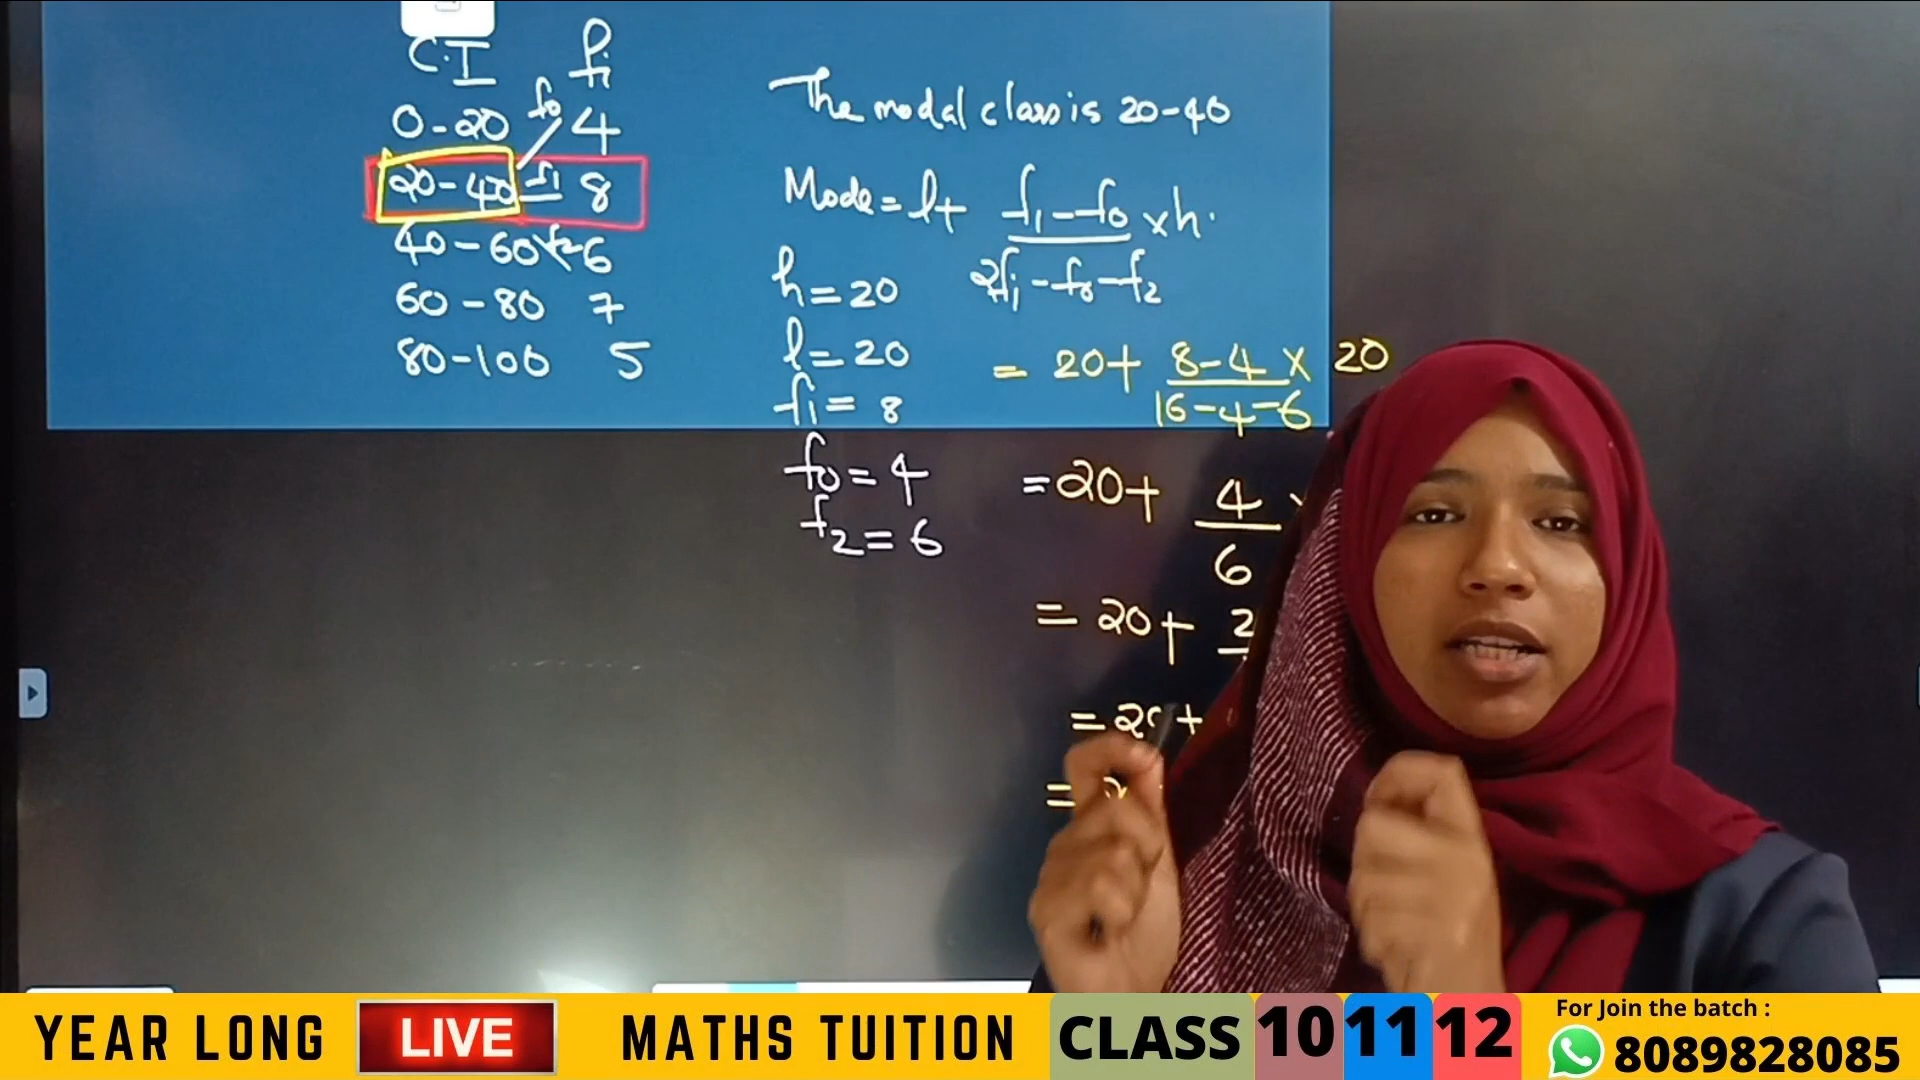 C.I fi
0-20 f0 4
20-40 f1 8
40-60 f2 6
60-80 7
80-100 5
The modal class is 20-40
Mode = l + f1-f0 × h.
2f1-f0-f2
h=20
l=20
f1=8
f0=4
f2=6
= 20+ 8-4 × 20
16-4-6
=20+ 4
6
= 20+ 2
= 20+
=
YEAR LONG LIVE MATHS TUITION CLASS 10 11 12
For Join the batch :
8089828085